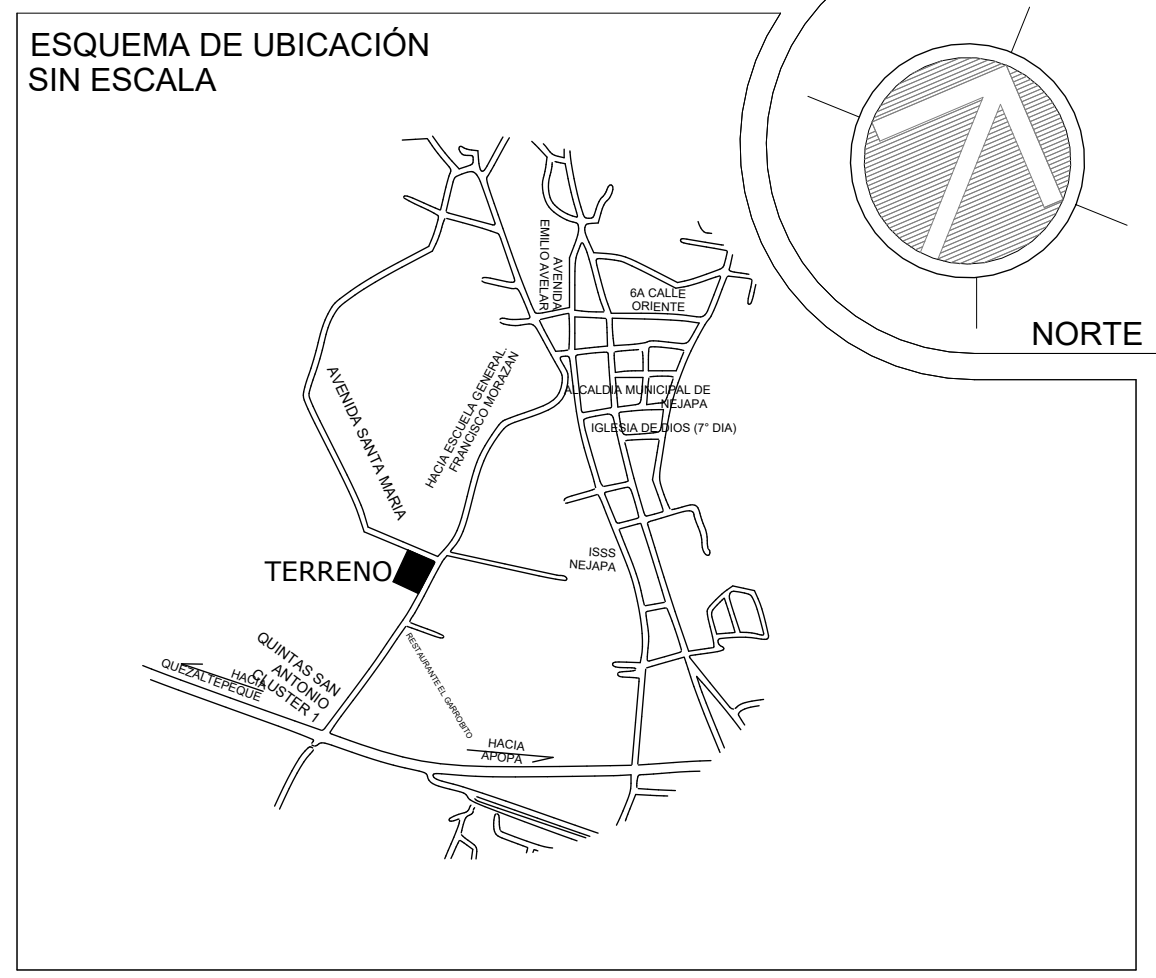 ESQUEMA DE UBICACIÓN
SIN ESCALA
NORTE
AVENIDA
EMILIO AVELAR
6A CALLE
ORIENTE
HACIA ESCUELA GENERAL.
FRANCISCO MORAZAN
AVENIDA SANTA MARIA
ALCALDIA MUNICIPAL DE
NEJAPA
IGLESIA DE DIOS (7° DIA)
ISSS
NEJAPA
TERRENO
QUINTAS SAN
ANTONIO
CLUSTER 1
HACIA
QUEZALTEPEQUE
RESTAURANTE EL GARROBITO
HACIA
APOPA